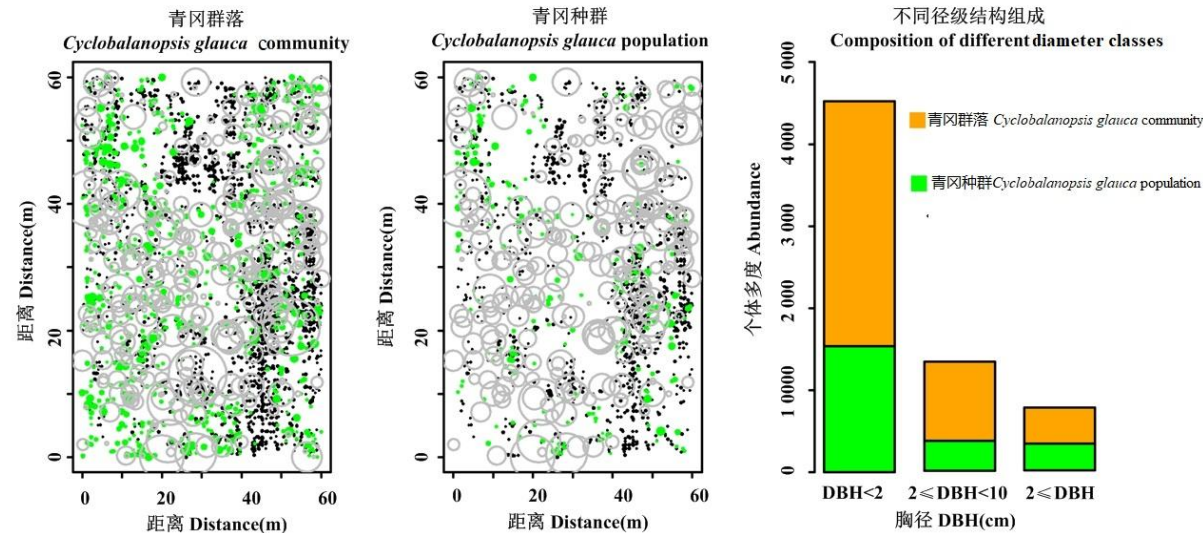 青冈群落
Cyclobalanopsis glauca community
距离 Distance(m)
60
40
20
0
0 20 40 60
距离 Distance(m)
青冈种群
Cyclobalanopsis glauca population
距离 Distance(m)
60
40
20
0
0 20 40 60
距离 Distance(m)
不同径级结构组成
Composition of different diameter classes
个体多度 Abundance
5 000
4 000
3 000
2 000
1 0000
0
青冈群落 Cyclobalanopsis glauca community
青冈种群Cyclobalanopsis glauca population
DBH<2 2≤DBH<10 2≤DBH
胸径 DBH(cm)